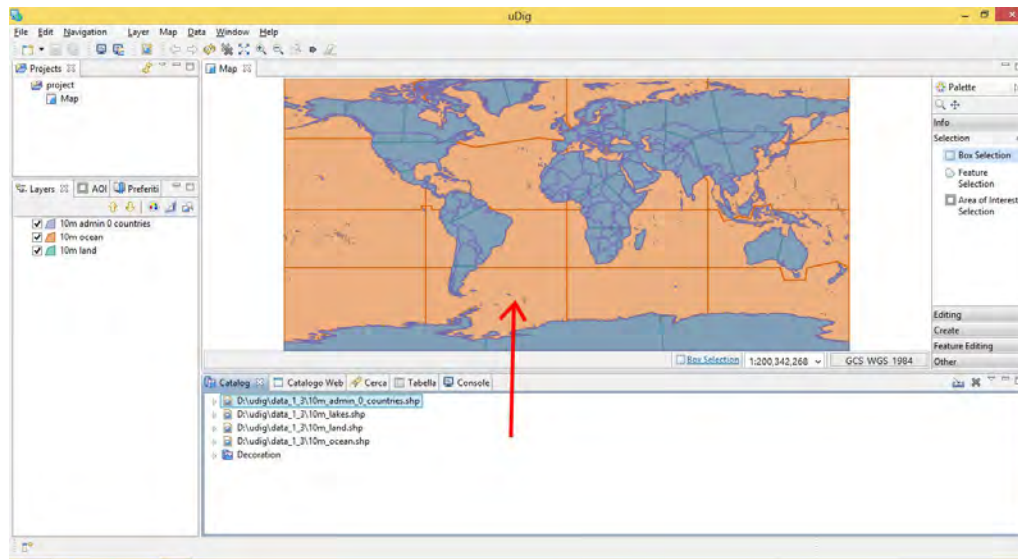 uDig
File Edit Navigation Layer Map Data Window Help
Projects
Map
project
Map
Palette
Info
Selection
Box Selection
Feature
Selection
Area of Interest
Selection
Layers AOI Preferiti
10m admin 0 countries
10m ocean
10m land
Editing
Create
Feature Editing
Other
Box Selection 1:200,342,268 GCS WGS 1984
Catalog Catalogo Web Cerca Tabella Console
D:\udig\data_1_3\10m_admin_0_countries.shp
D:\udig\data_1_3\10m_lakes.shp
D:\udig\data_1_3\10m_land.shp
D:\udig\data_1_3\10m_ocean.shp
Decoration